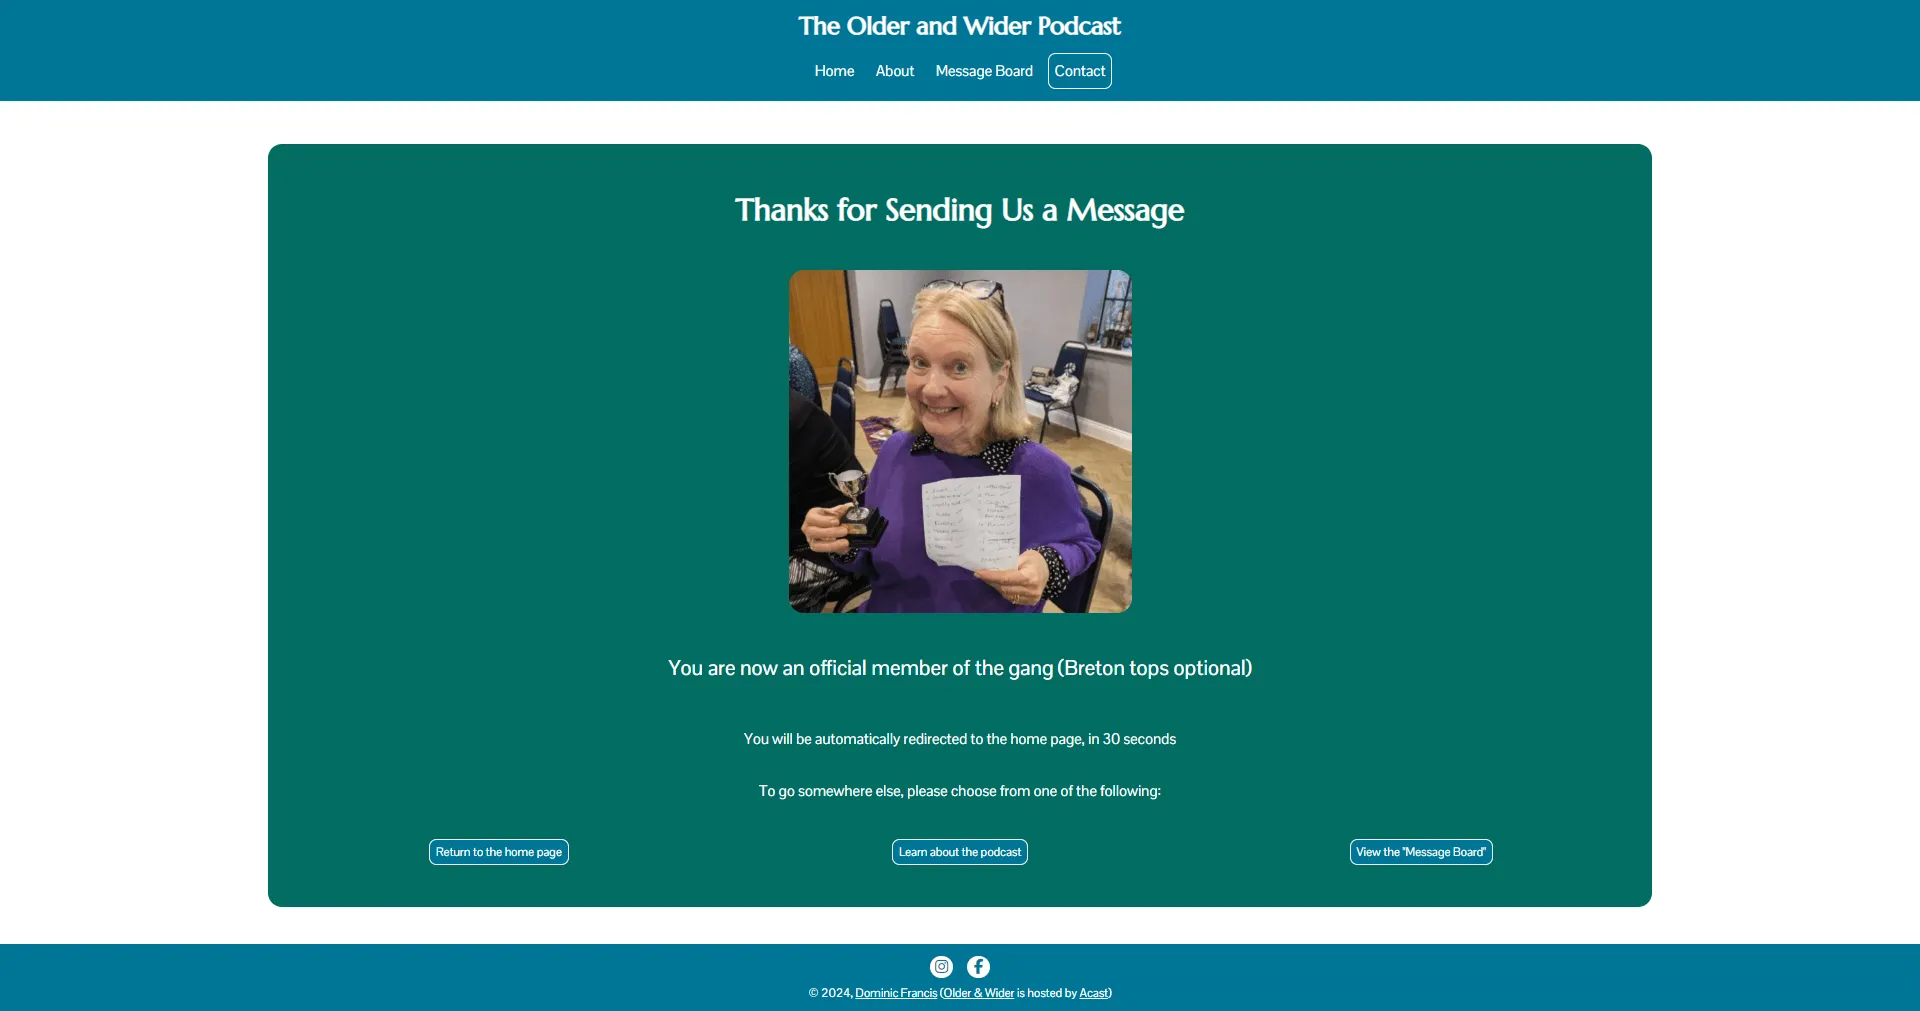 The Older and Wider Podcast
Home About Message Board Contact
Thanks for Sending Us a Message
You are now an official member of the gang (Breton tops optional)
You will be automatically redirected to the home page, in 30 seconds
To go somewhere else, please choose from one of the following:
Return to the home page Learn about the podcast View the "Message Board"
© 2024, Dominic Francis (Older & Wider is hosted by Acast)